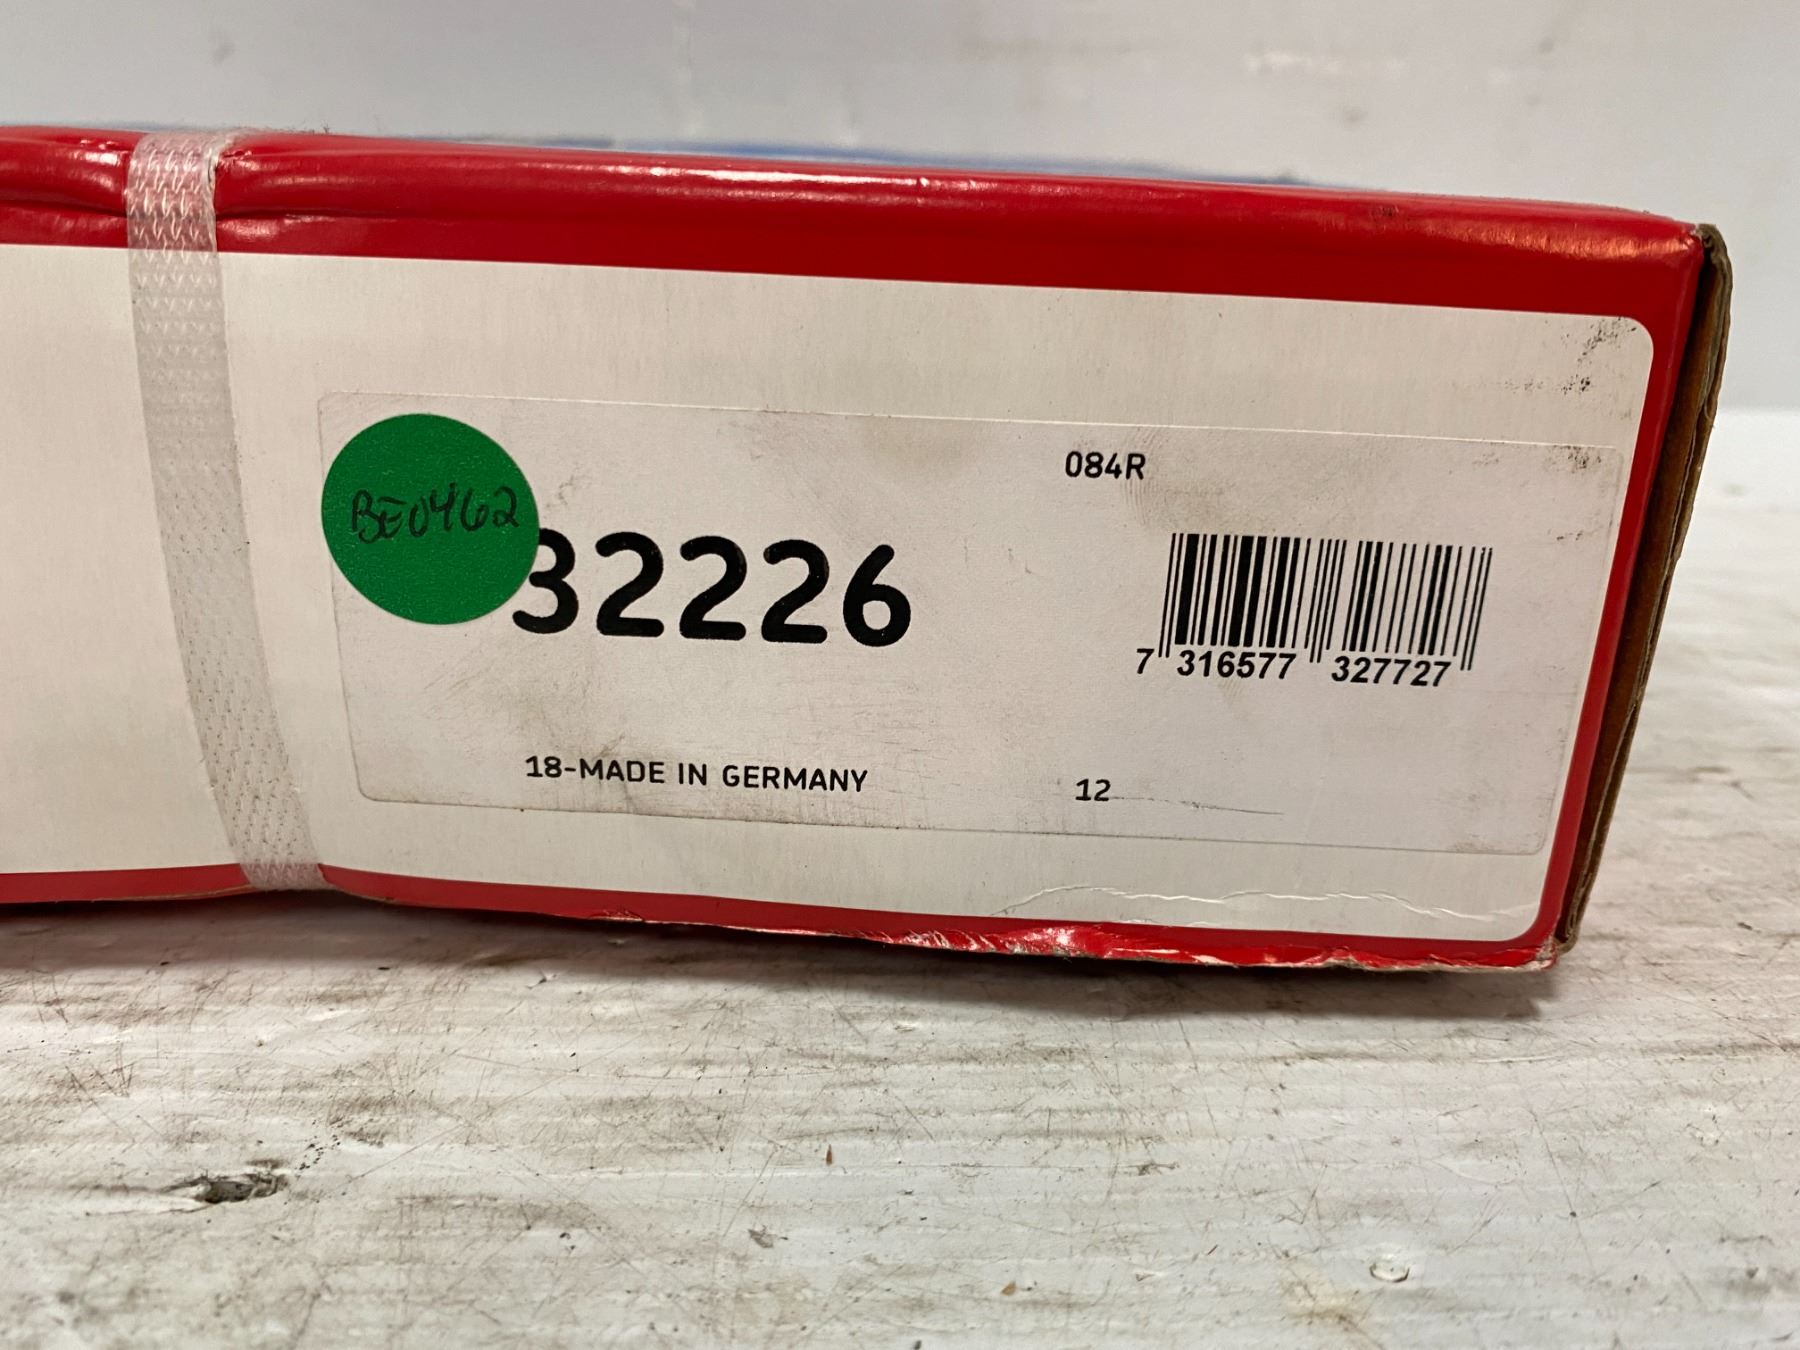 084R
BE0462
32226
7 316577 327727
18-MADE IN GERMANY
12